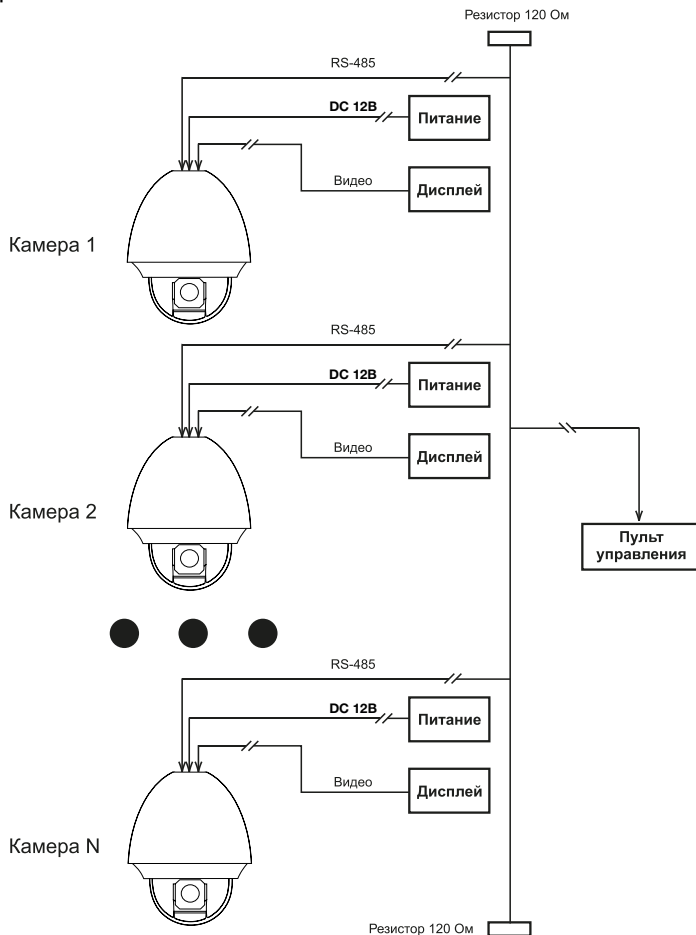 Резистор 120 Ом
RS-485
DC 12В
Питание
Видео
Дисплей
Камера 1
RS-485
DC 12В
Питание
Видео
Дисплей
Камера 2
Пульт
управления
RS-485
DC 12В
Питание
Видео
Дисплей
Камера N
Резистор 120 Ом